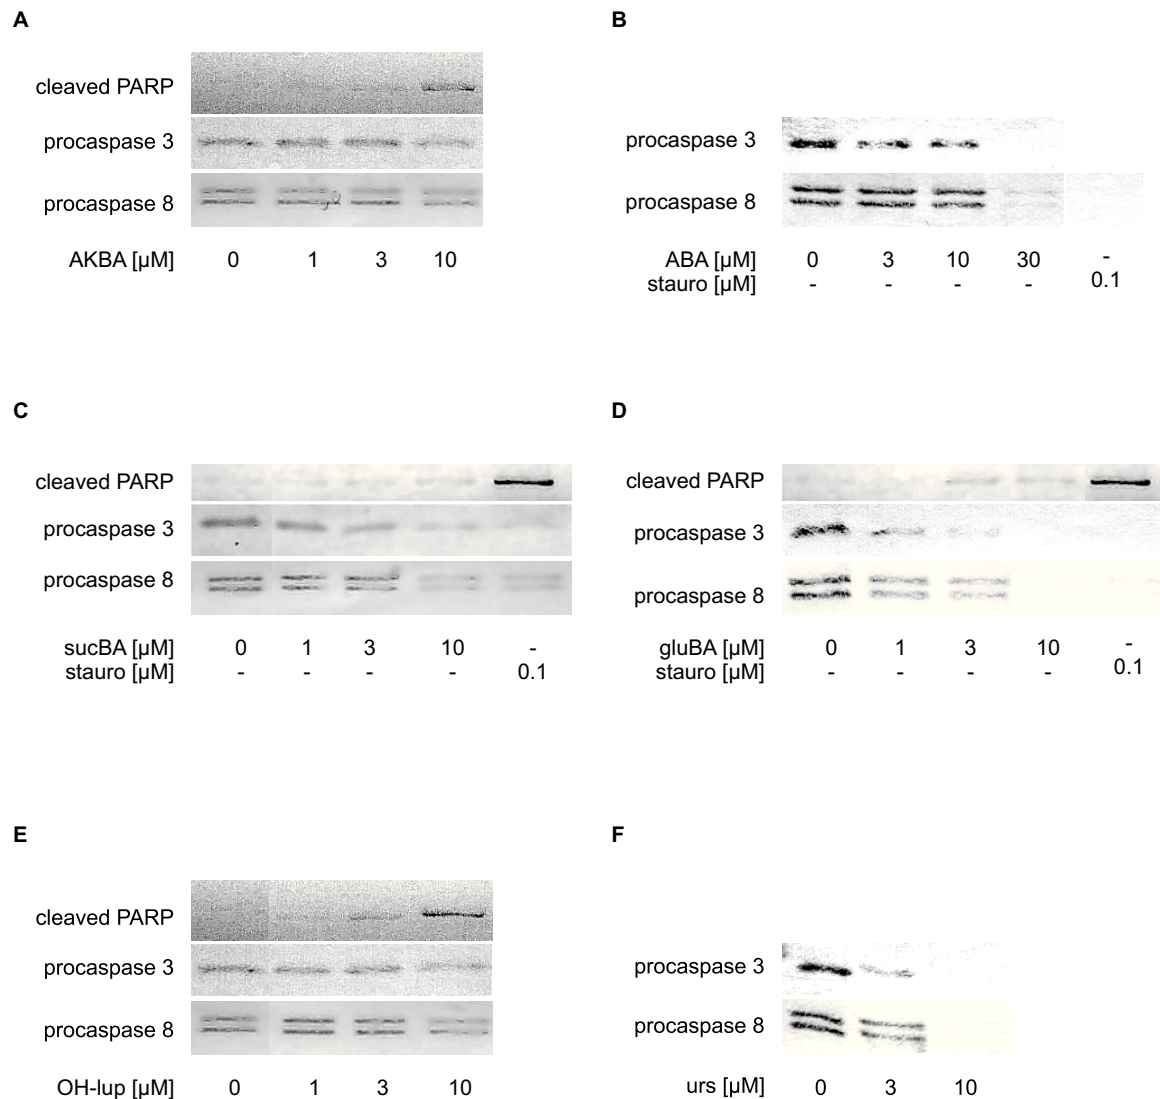 A
cleaved PARP
procaspase 3
procaspase 8
AKBA [µM] 0 1 3 10
B
procaspase 3
procaspase 8
ABA [µM] 0 3 10 30 -
stauro [µM] - - - - 0.1
C
cleaved PARP
procaspase 3
procaspase 8
sucBA [µM] 0 1 3 10 -
stauro [µM] - - - - 0.1
D
cleaved PARP
procaspase 3
procaspase 8
gluBA [µM] 0 1 3 10 -
stauro [µM] - - - - 0.1
E
cleaved PARP
procaspase 3
procaspase 8
OH-lup [µM] 0 1 3 10
F
procaspase 3
procaspase 8
urs [µM] 0 3 10